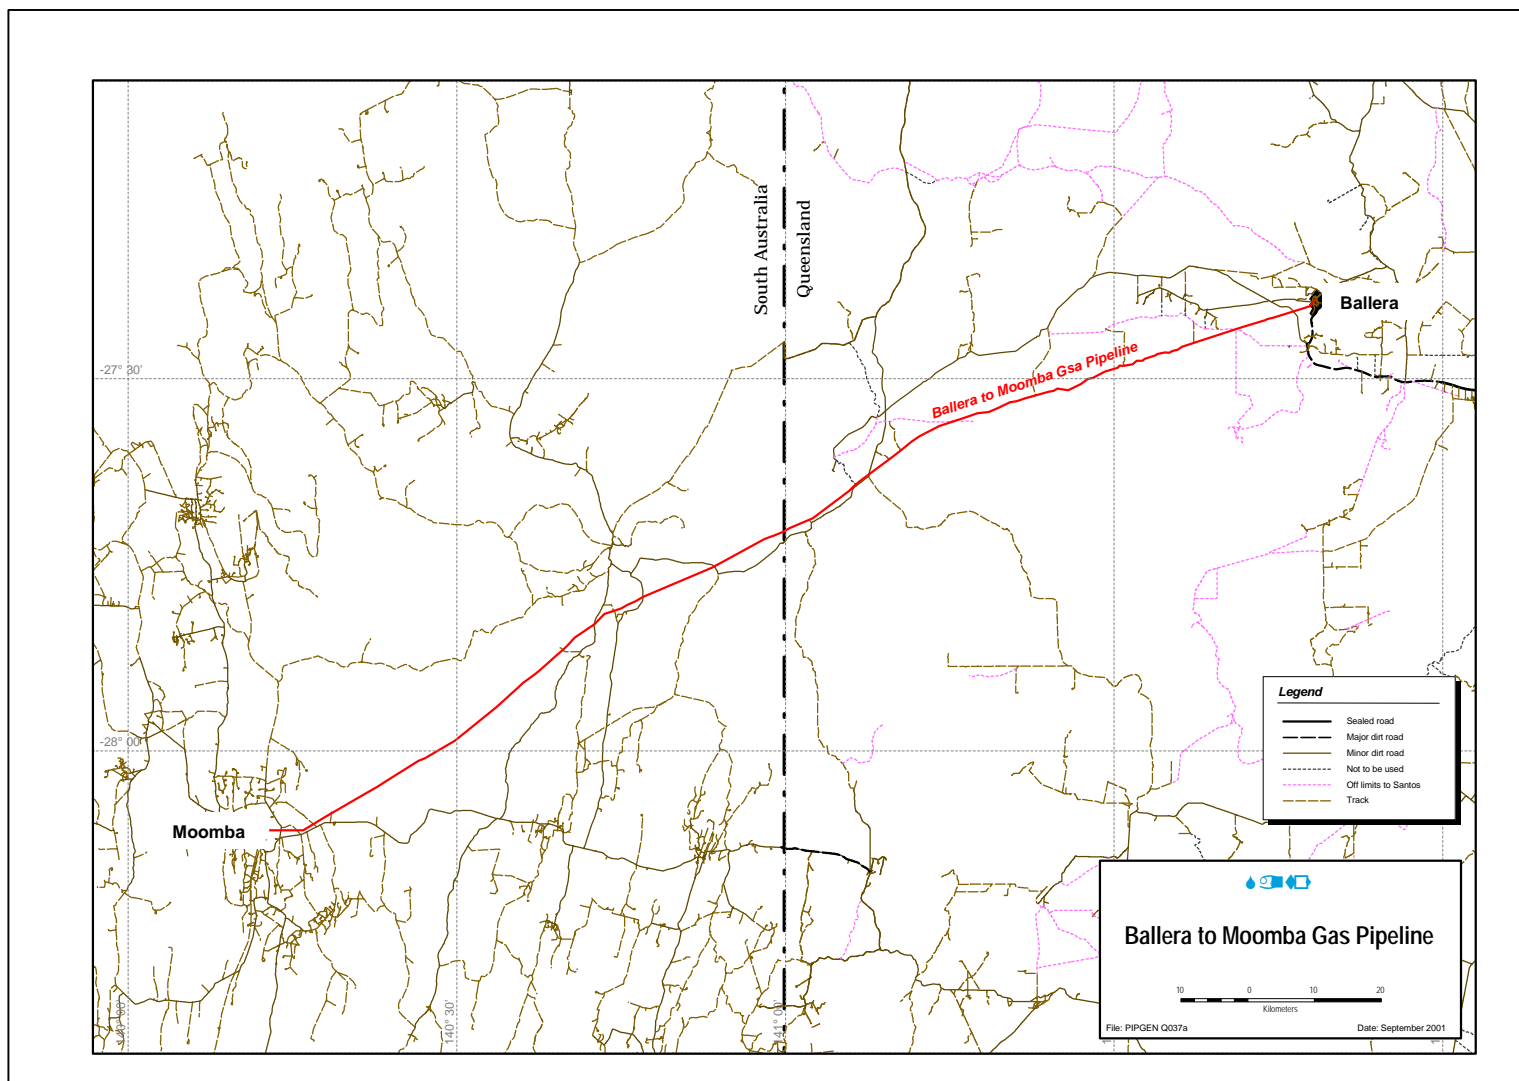 South Australia
Queensland
Ballera
-27° 30'
Ballera to Moomba Gsa Pipeline
Legend
Sealed road
Major dirt road
Minor dirt road
Not to be used
Off limits to Santos
Track
-28° 00'
Moomba
Ballera to Moomba Gas Pipeline
10 0 10 20
Kilometers
File: PIPGEN Q037a
Date: September 2001
140° 30'